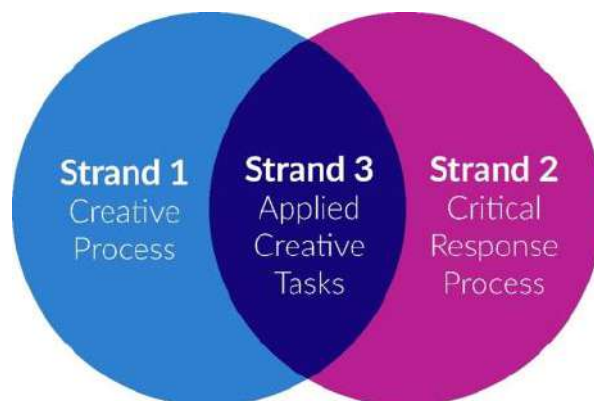 Strand 1
Creative
Process
Strand 3
Applied
Creative
Tasks
Strand 2
Critical
Response
Process